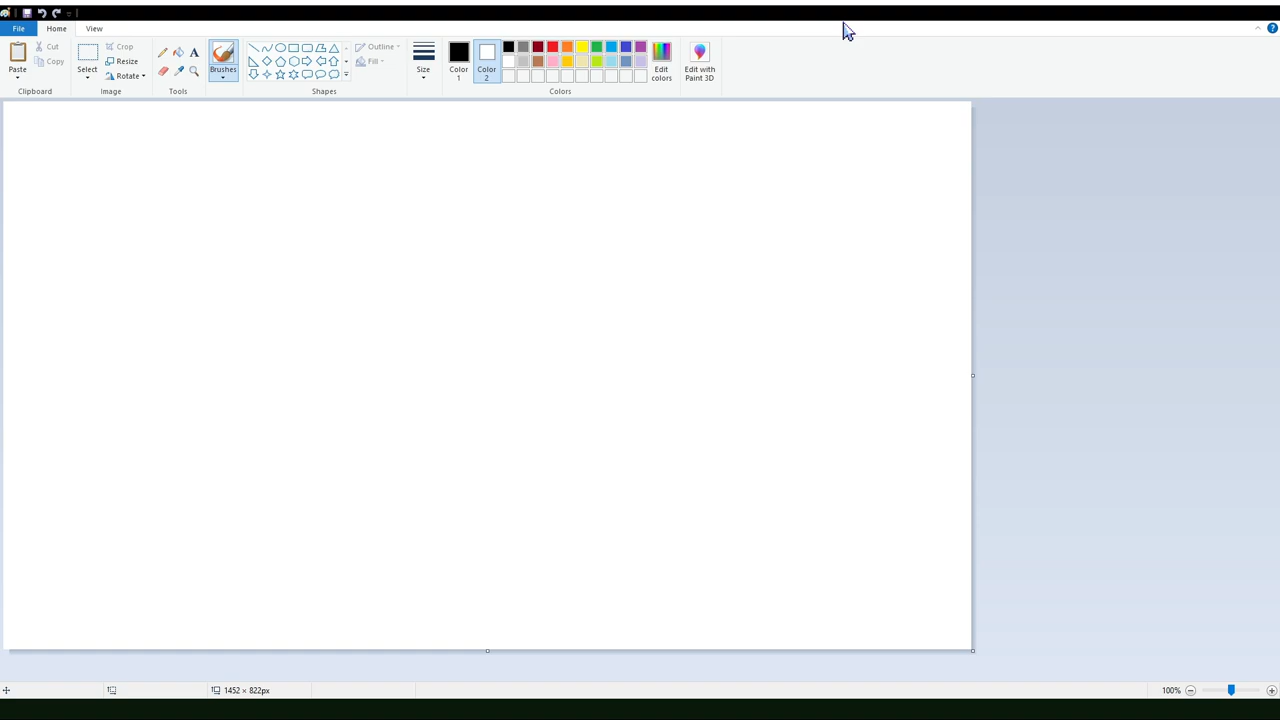 File Home View
Cut Crop Outline
Copy Resize Fill
Paste Select Rotate Brushes Size Color 1 Color 2 Edit colors Edit with Paint 3D
Clipboard Image Tools Shapes Colors
1452 × 822px 100%